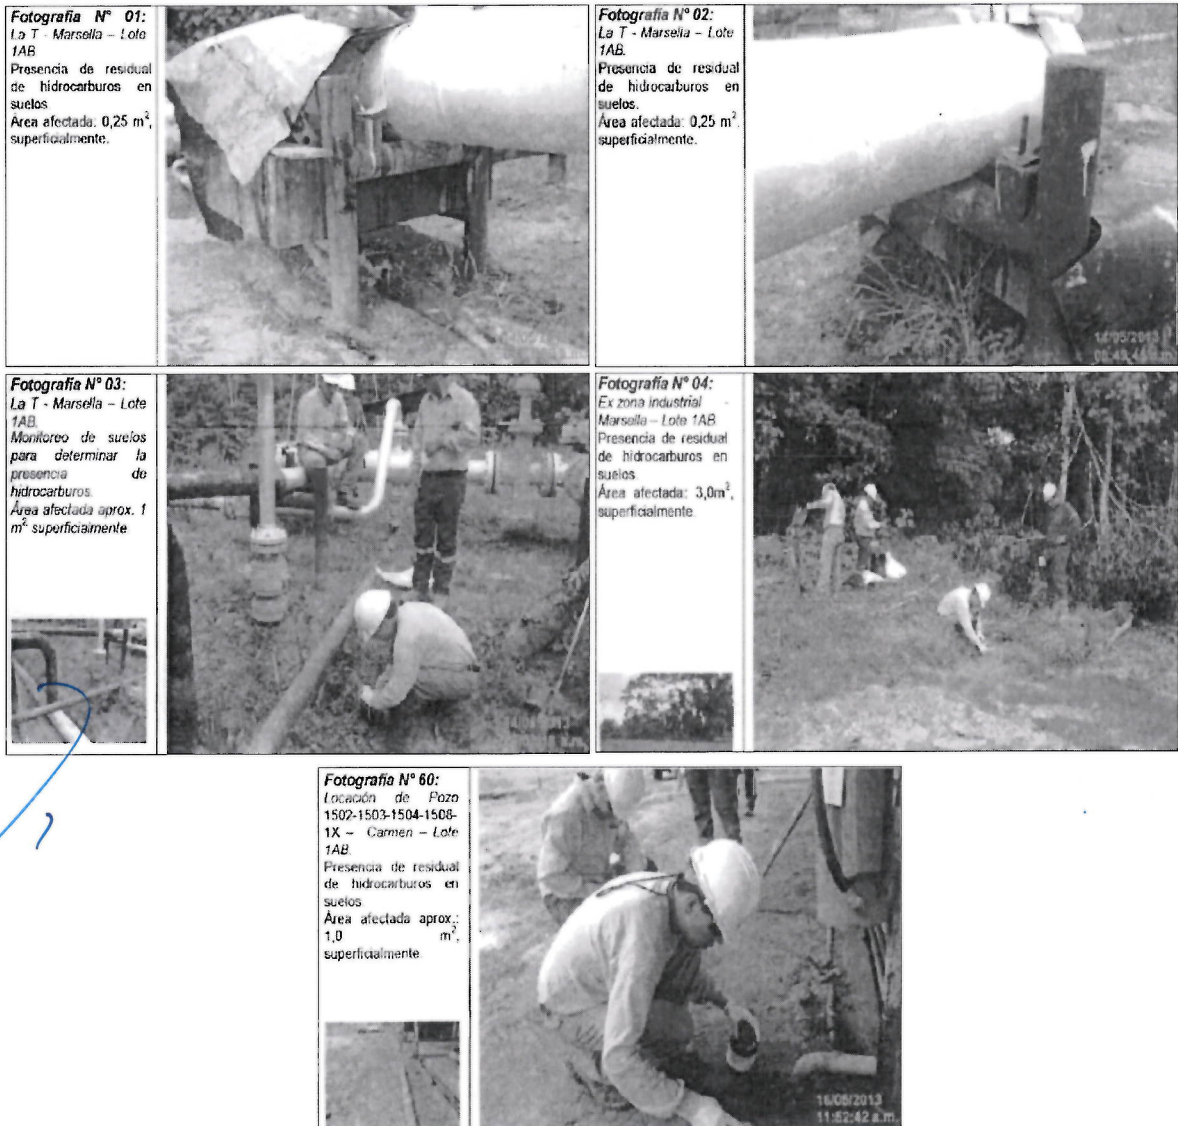 Fotografía N° 01:
La T - Marsella – Lote
1AB
Presencia de residual
de hidrocarburos en
suelos
Área afectada: 0,25 m²,
superficialmente.
Fotografía N° 02:
La T - Marsella – Lote
1AB.
Presencia de residual
de hidrocarburos en
suelos.
Área afectada: 0,25 m²
superficialmente.
14/05/2013
Fotografía N° 03:
La T - Marsella – Lote
1AB.
Monitoreo de suelos
para determinar la
presencia de
hidrocarburos.
Área afectada aprox. 1
m² superficialmente
Fotografía N° 04:
Ex zona industrial -
Marsella – Lote 1AB
Presencia de residual
de hidrocarburos en
suelos
Área afectada: 3,0m²,
superficialmente
Fotografía N° 60:
Locación de Pozo
1502-1503-1504-1508-
1X – Carmen – Lote
1AB.
Presencia de residual
de hidrocarburos en
suelos
Área afectada aprox.:
1,0 m²,
superficialmente
16/05/2013
11:52:42 a.m.